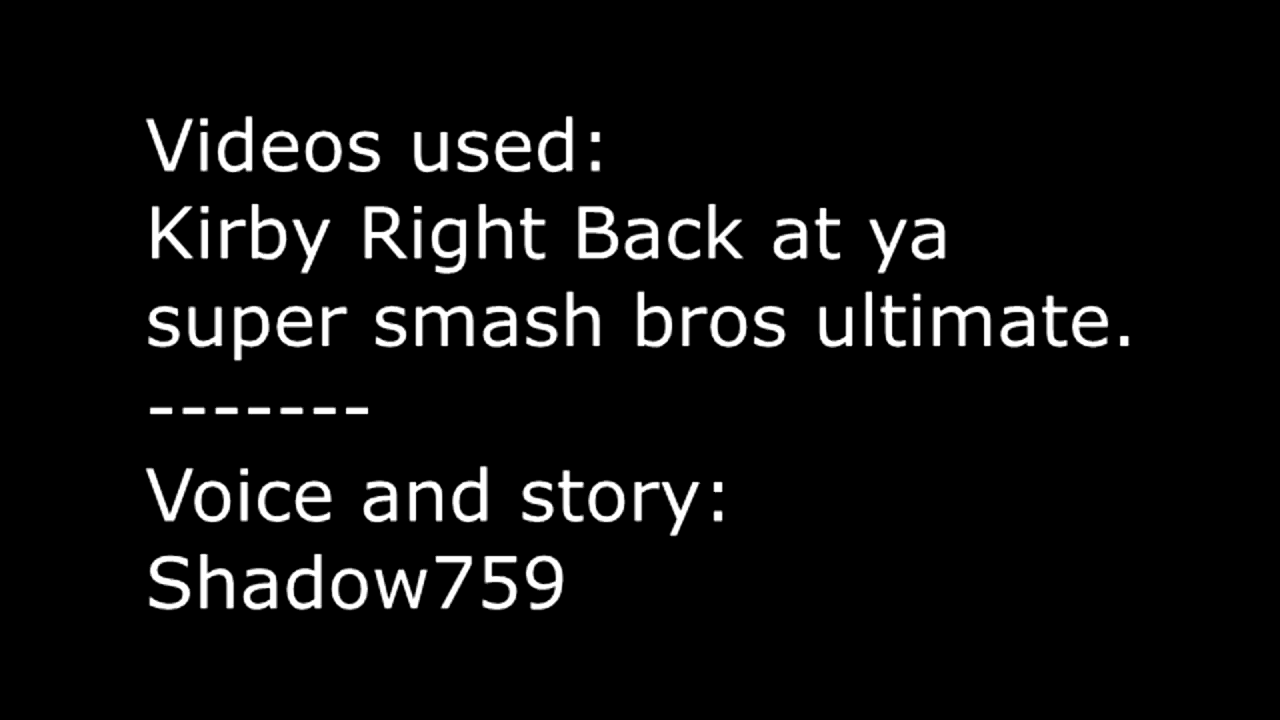 Videos used:
Kirby Right Back at ya
super smash bros ultimate.
-------
Voice and story:
Shadow759